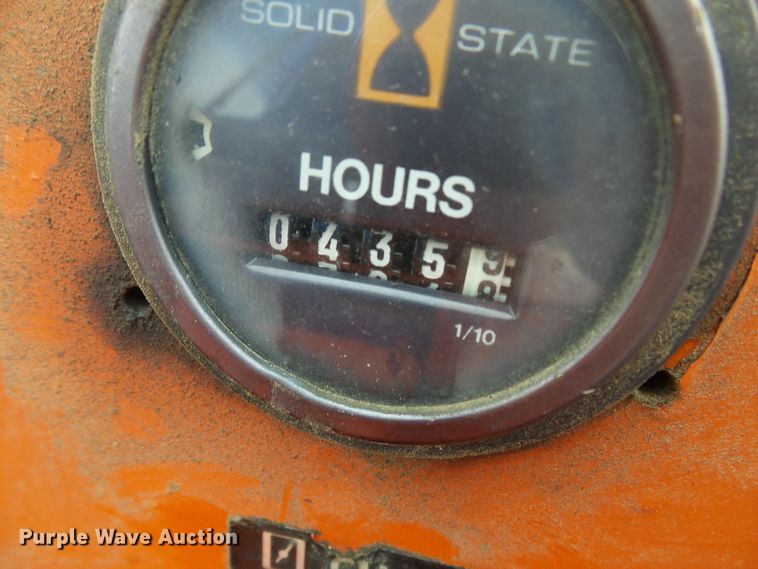 SOLID STATE
HOURS
0435
1/10
Purple Wave Auction